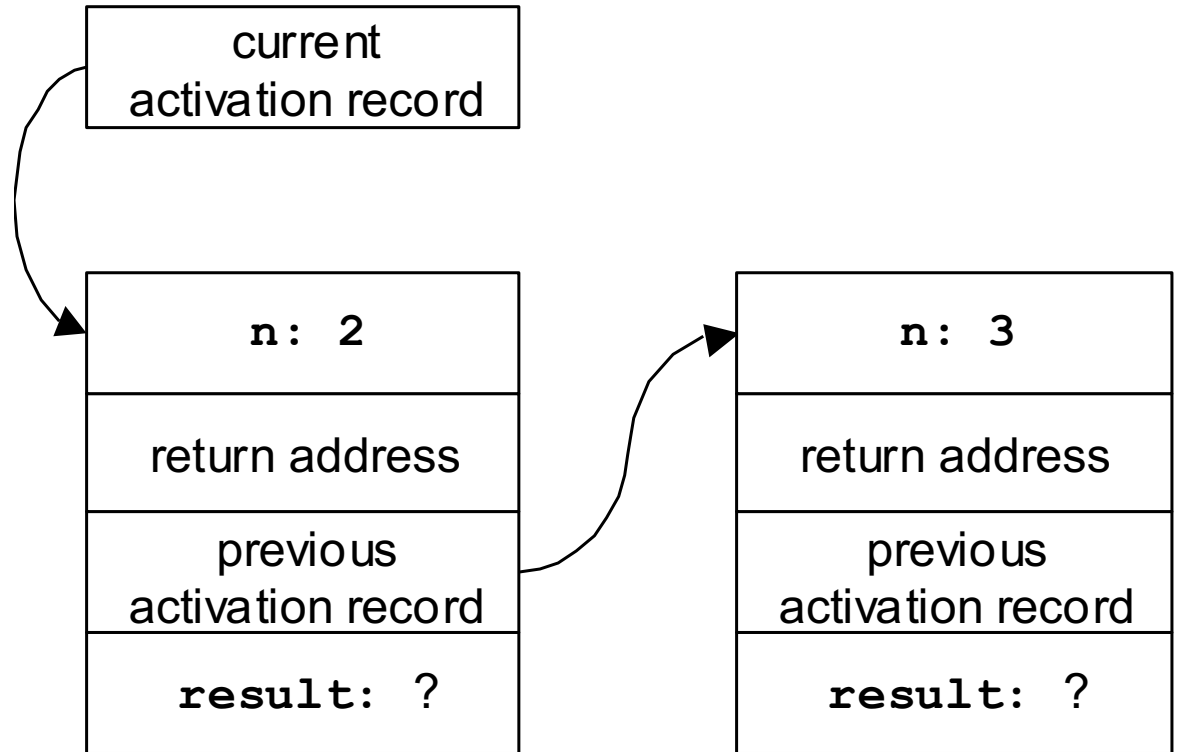 current
activation record
n: 2
return address
previous
activation record
result: ?
n: 3
return address
previous
activation record
result: ?